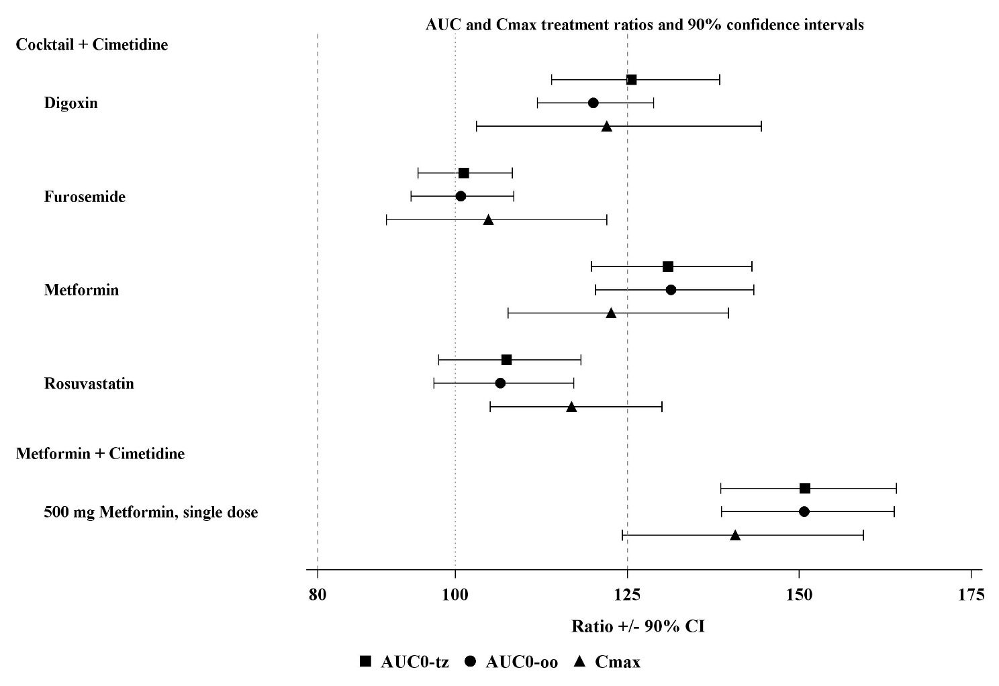 AUC and Cmax treatment ratios and 90% confidence intervals
Cocktail + Cimetidine
Digoxin
Furosemide
Metformin
Rosuvastatin
Metformin + Cimetidine
500 mg Metformin, single dose
80 100 125 150 175
Ratio +/- 90% CI
AUC0-tz AUC0-oo Cmax